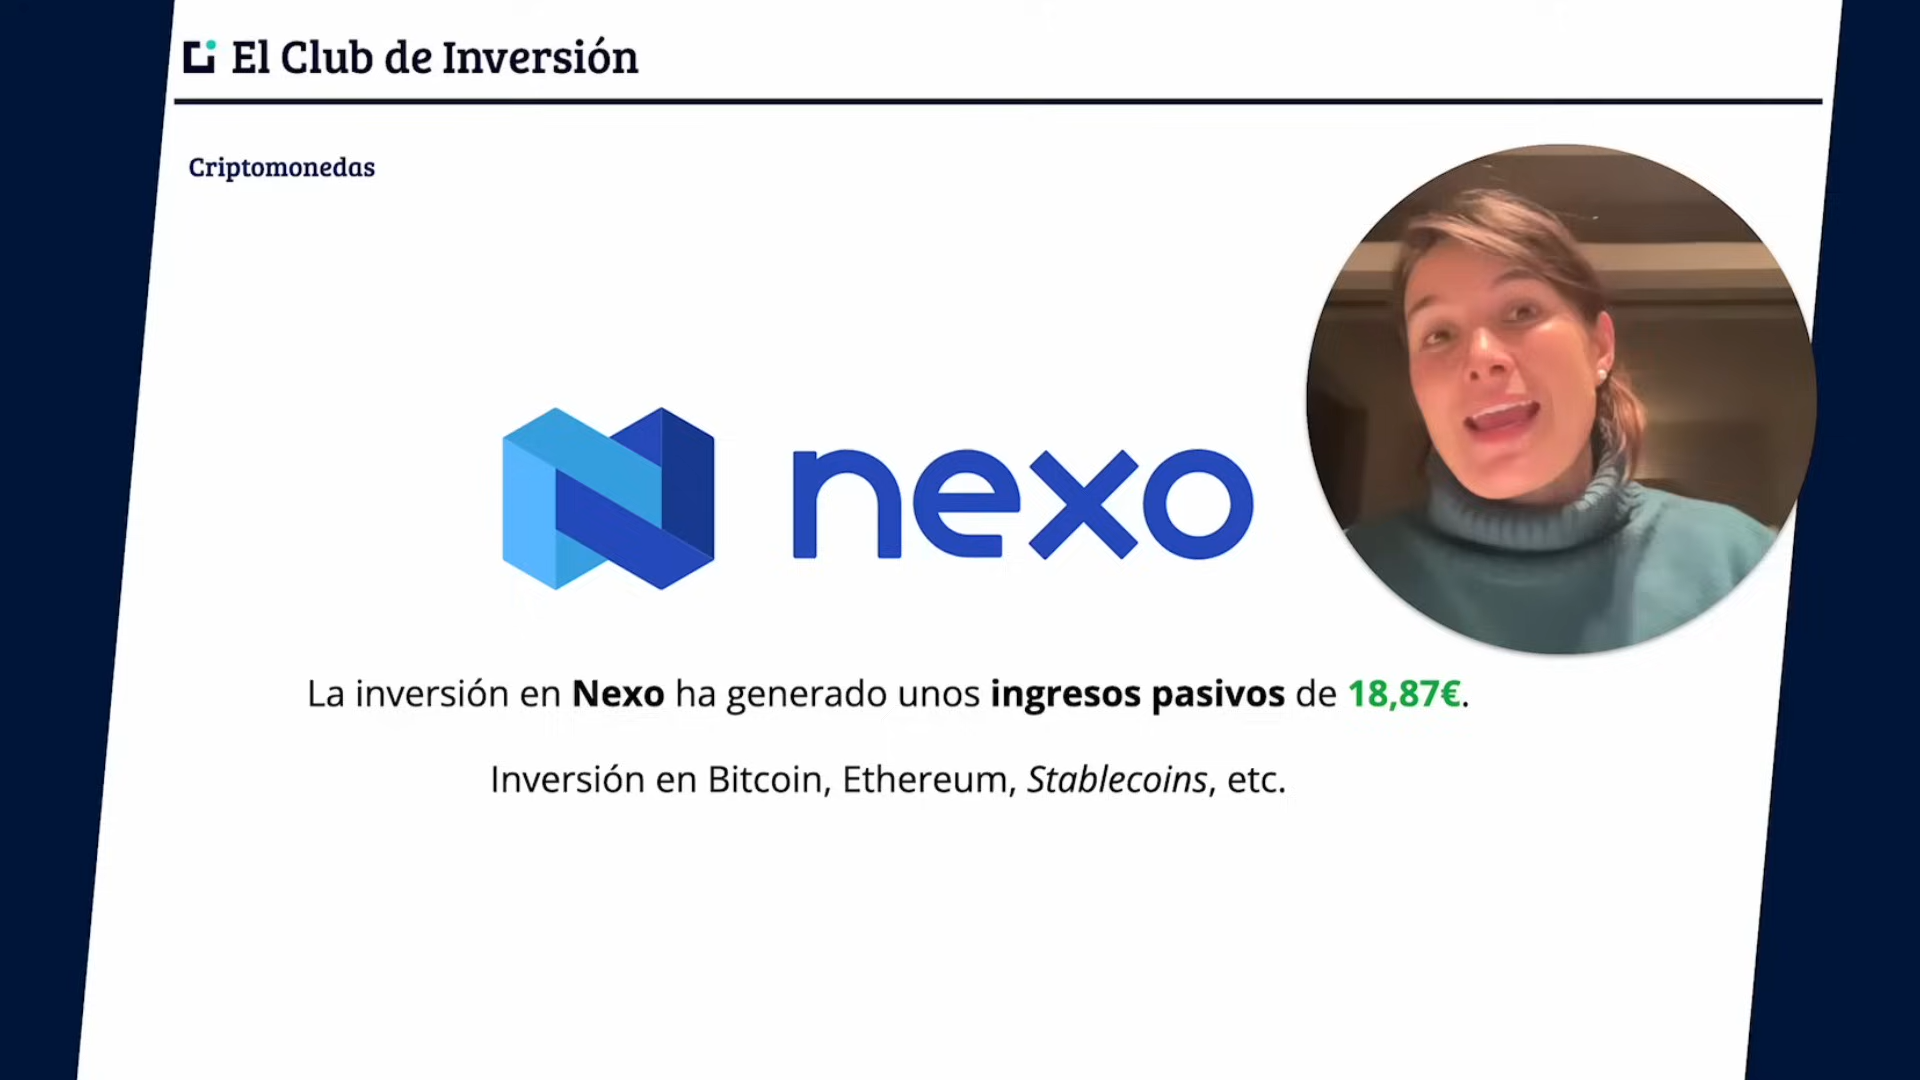 El Club de Inversión
Criptomonedas
nexo
La inversión en Nexo ha generado unos ingresos pasivos de 18,87€.
Inversión en Bitcoin, Ethereum, Stablecoins, etc.